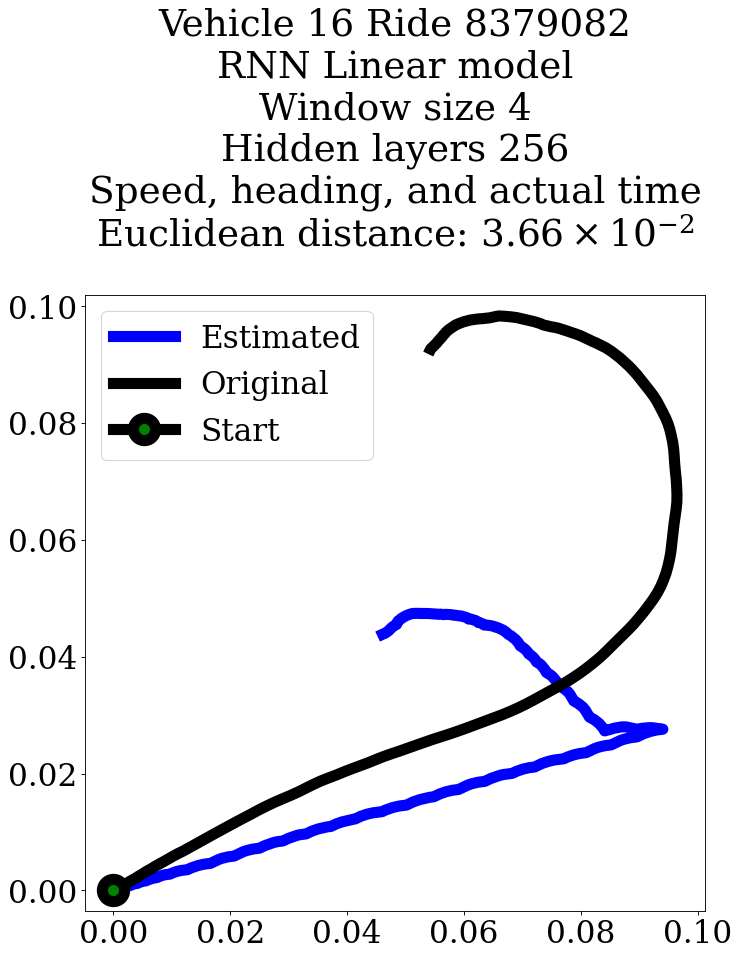 Vehicle 16 Ride 8379082
RNN Linear model
Window size 4
Hidden layers 256
Speed, heading, and actual time
Euclidean distance: 3.66 × 10⁻²
Estimated
Original
Start
0.10
0.08
0.06
0.04
0.02
0.00
0.00 0.02 0.04 0.06 0.08 0.10